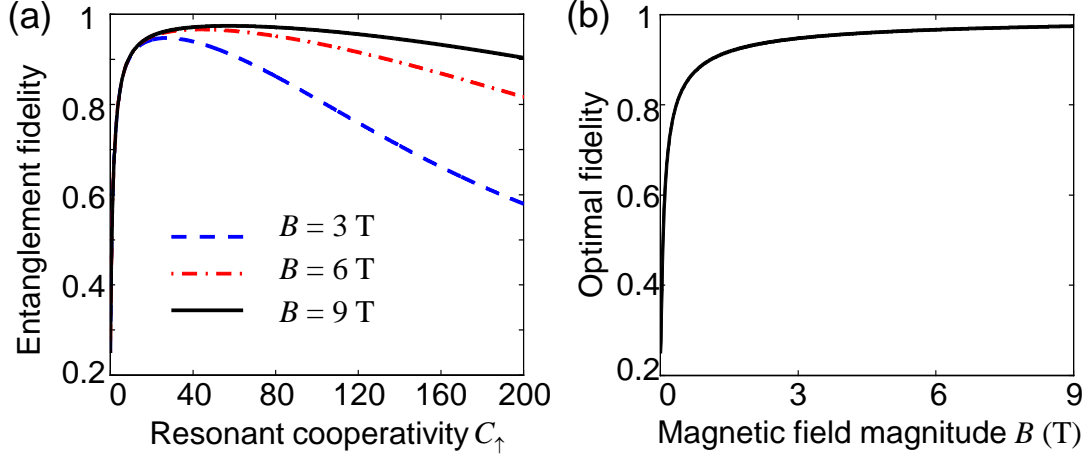 (a)
Entanglement fidelity
1
0.8
0.6
0.4
0.2
0 40 80 120 160 200
Resonant cooperativity C↑
B = 3 T
B = 6 T
B = 9 T
(b)
Optimal fidelity
1
0.8
0.6
0.4
0.2
0 3 6 9
Magnetic field magnitude B (T)